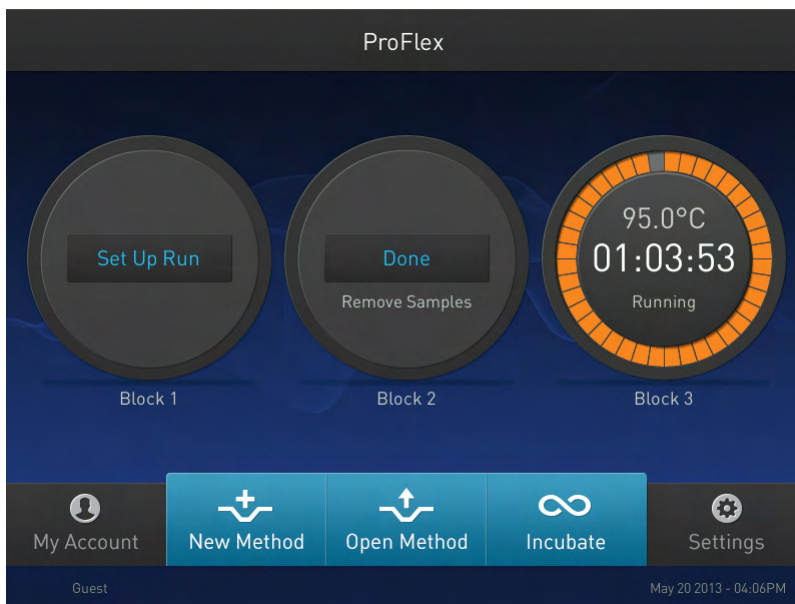 ProFlex
Set Up Run
Done
Remove Samples
95.0°C
01:03:53
Running
Block 1
Block 2
Block 3
My Account
New Method
Open Method
Incubate
Settings
Guest
May 20 2013 - 04:06PM